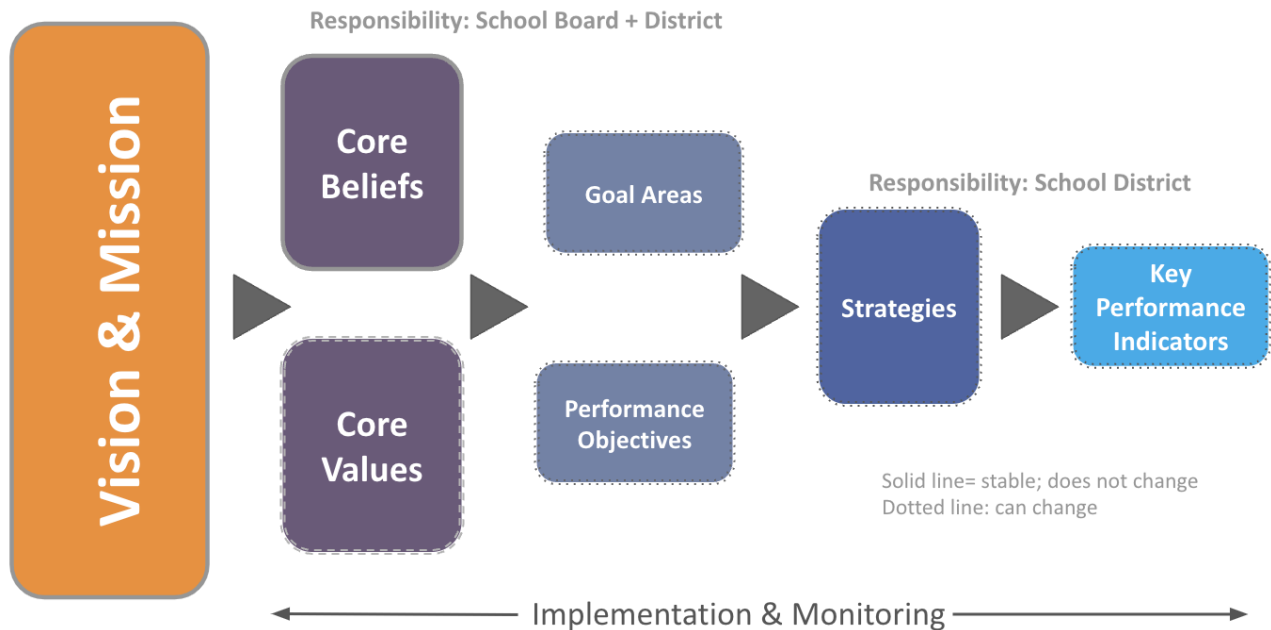 Responsibility: School Board + District
Vision & Mission
Core
Beliefs
Core
Values
Goal Areas
Performance
Objectives
Responsibility: School District
Strategies
Key
Performance
Indicators
Solid line= stable; does not change
Dotted line: can change
Implementation & Monitoring